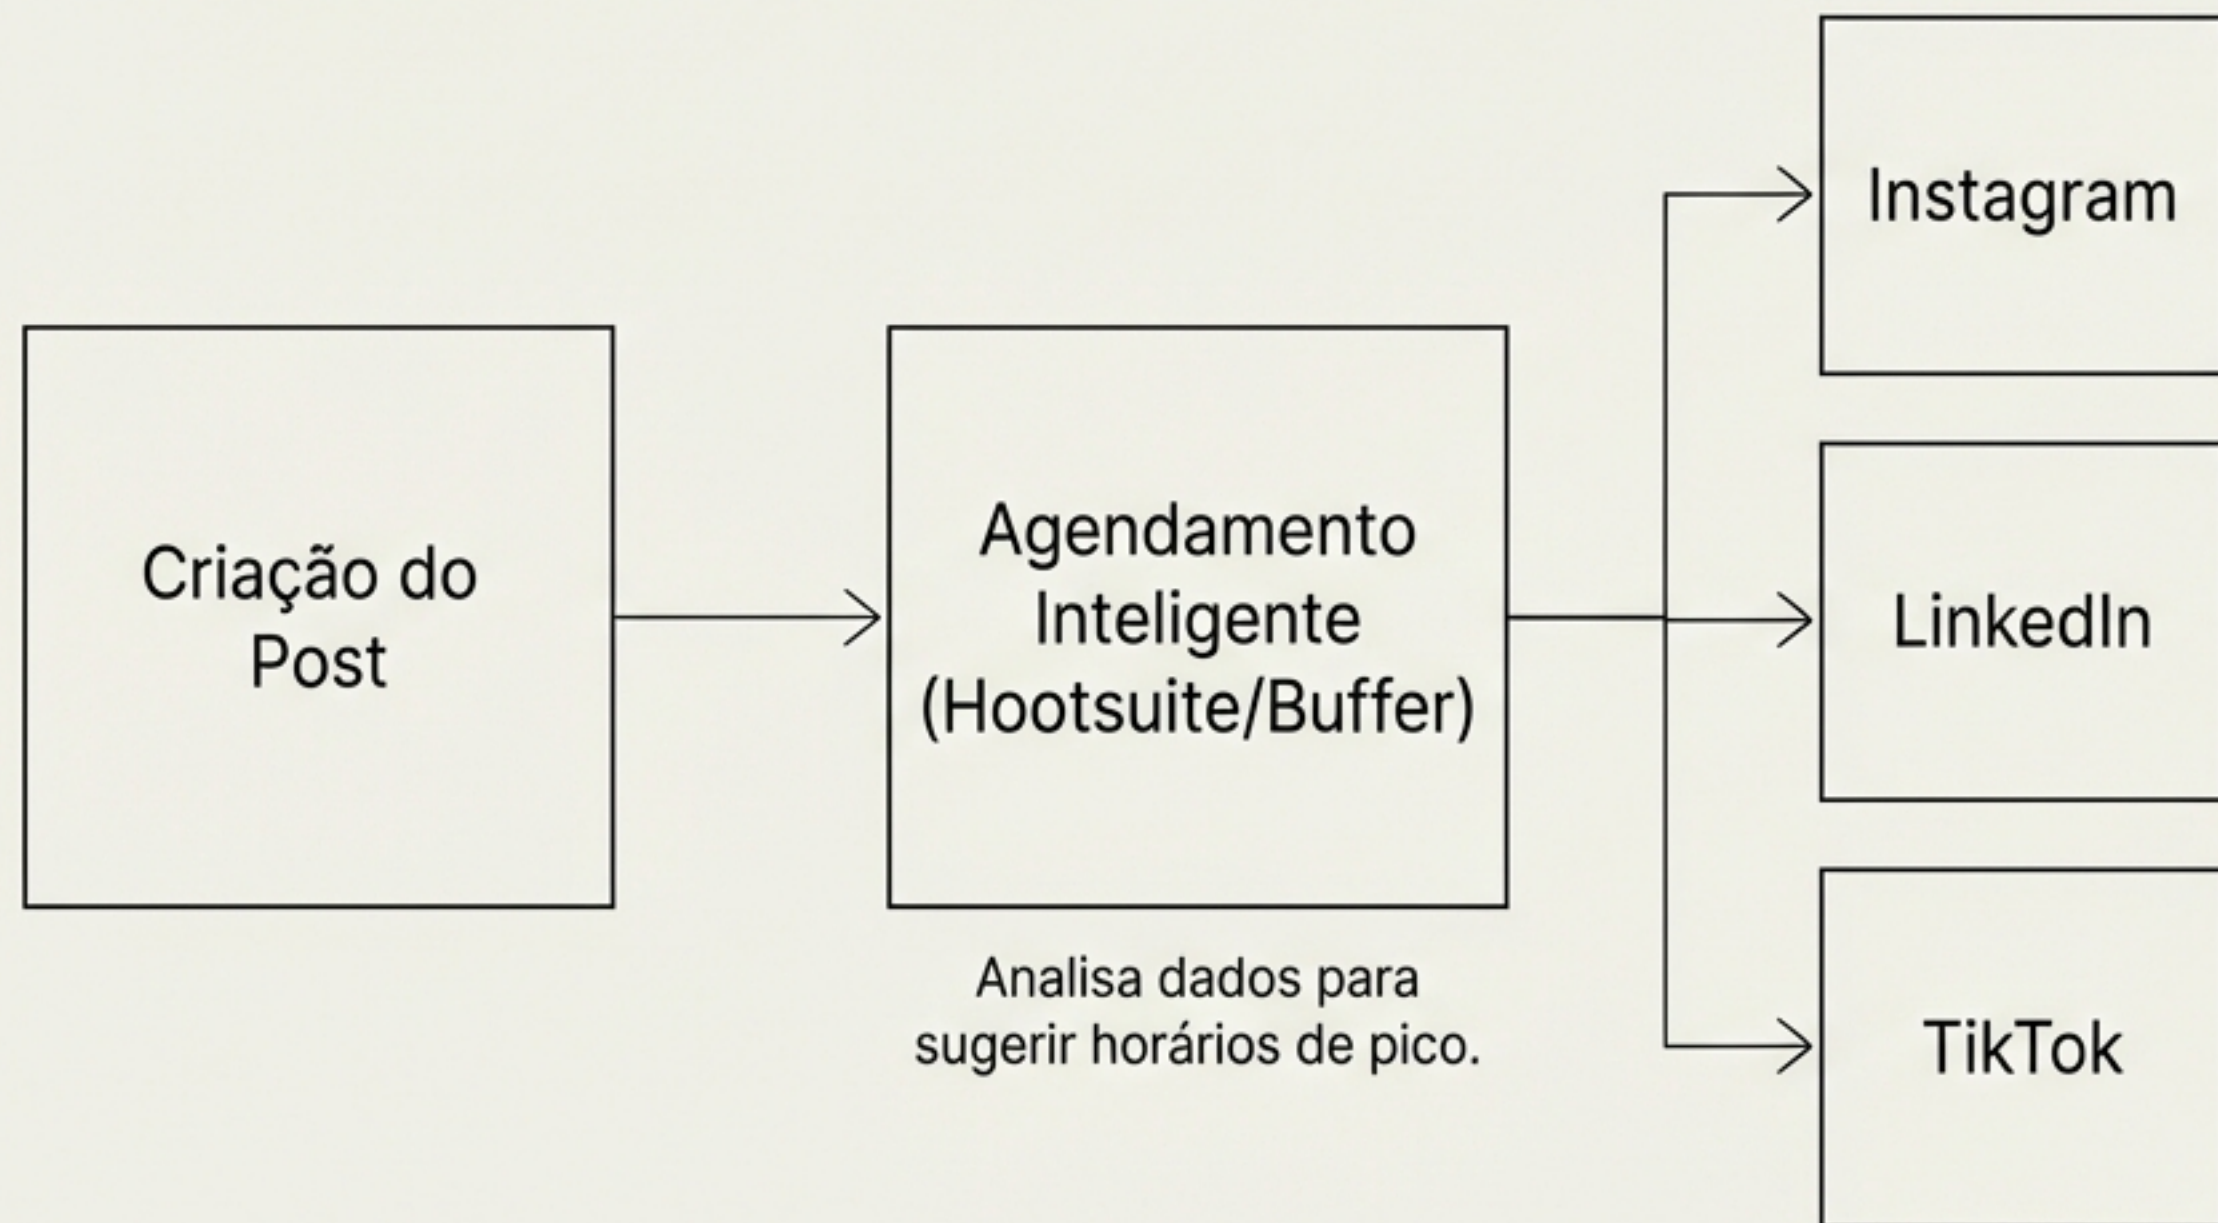 Criação do
Post
Agendamento
Inteligente
(Hootsuite/Buffer)
Analisa dados para
sugerir horários de pico.
Instagram
LinkedIn
TikTok